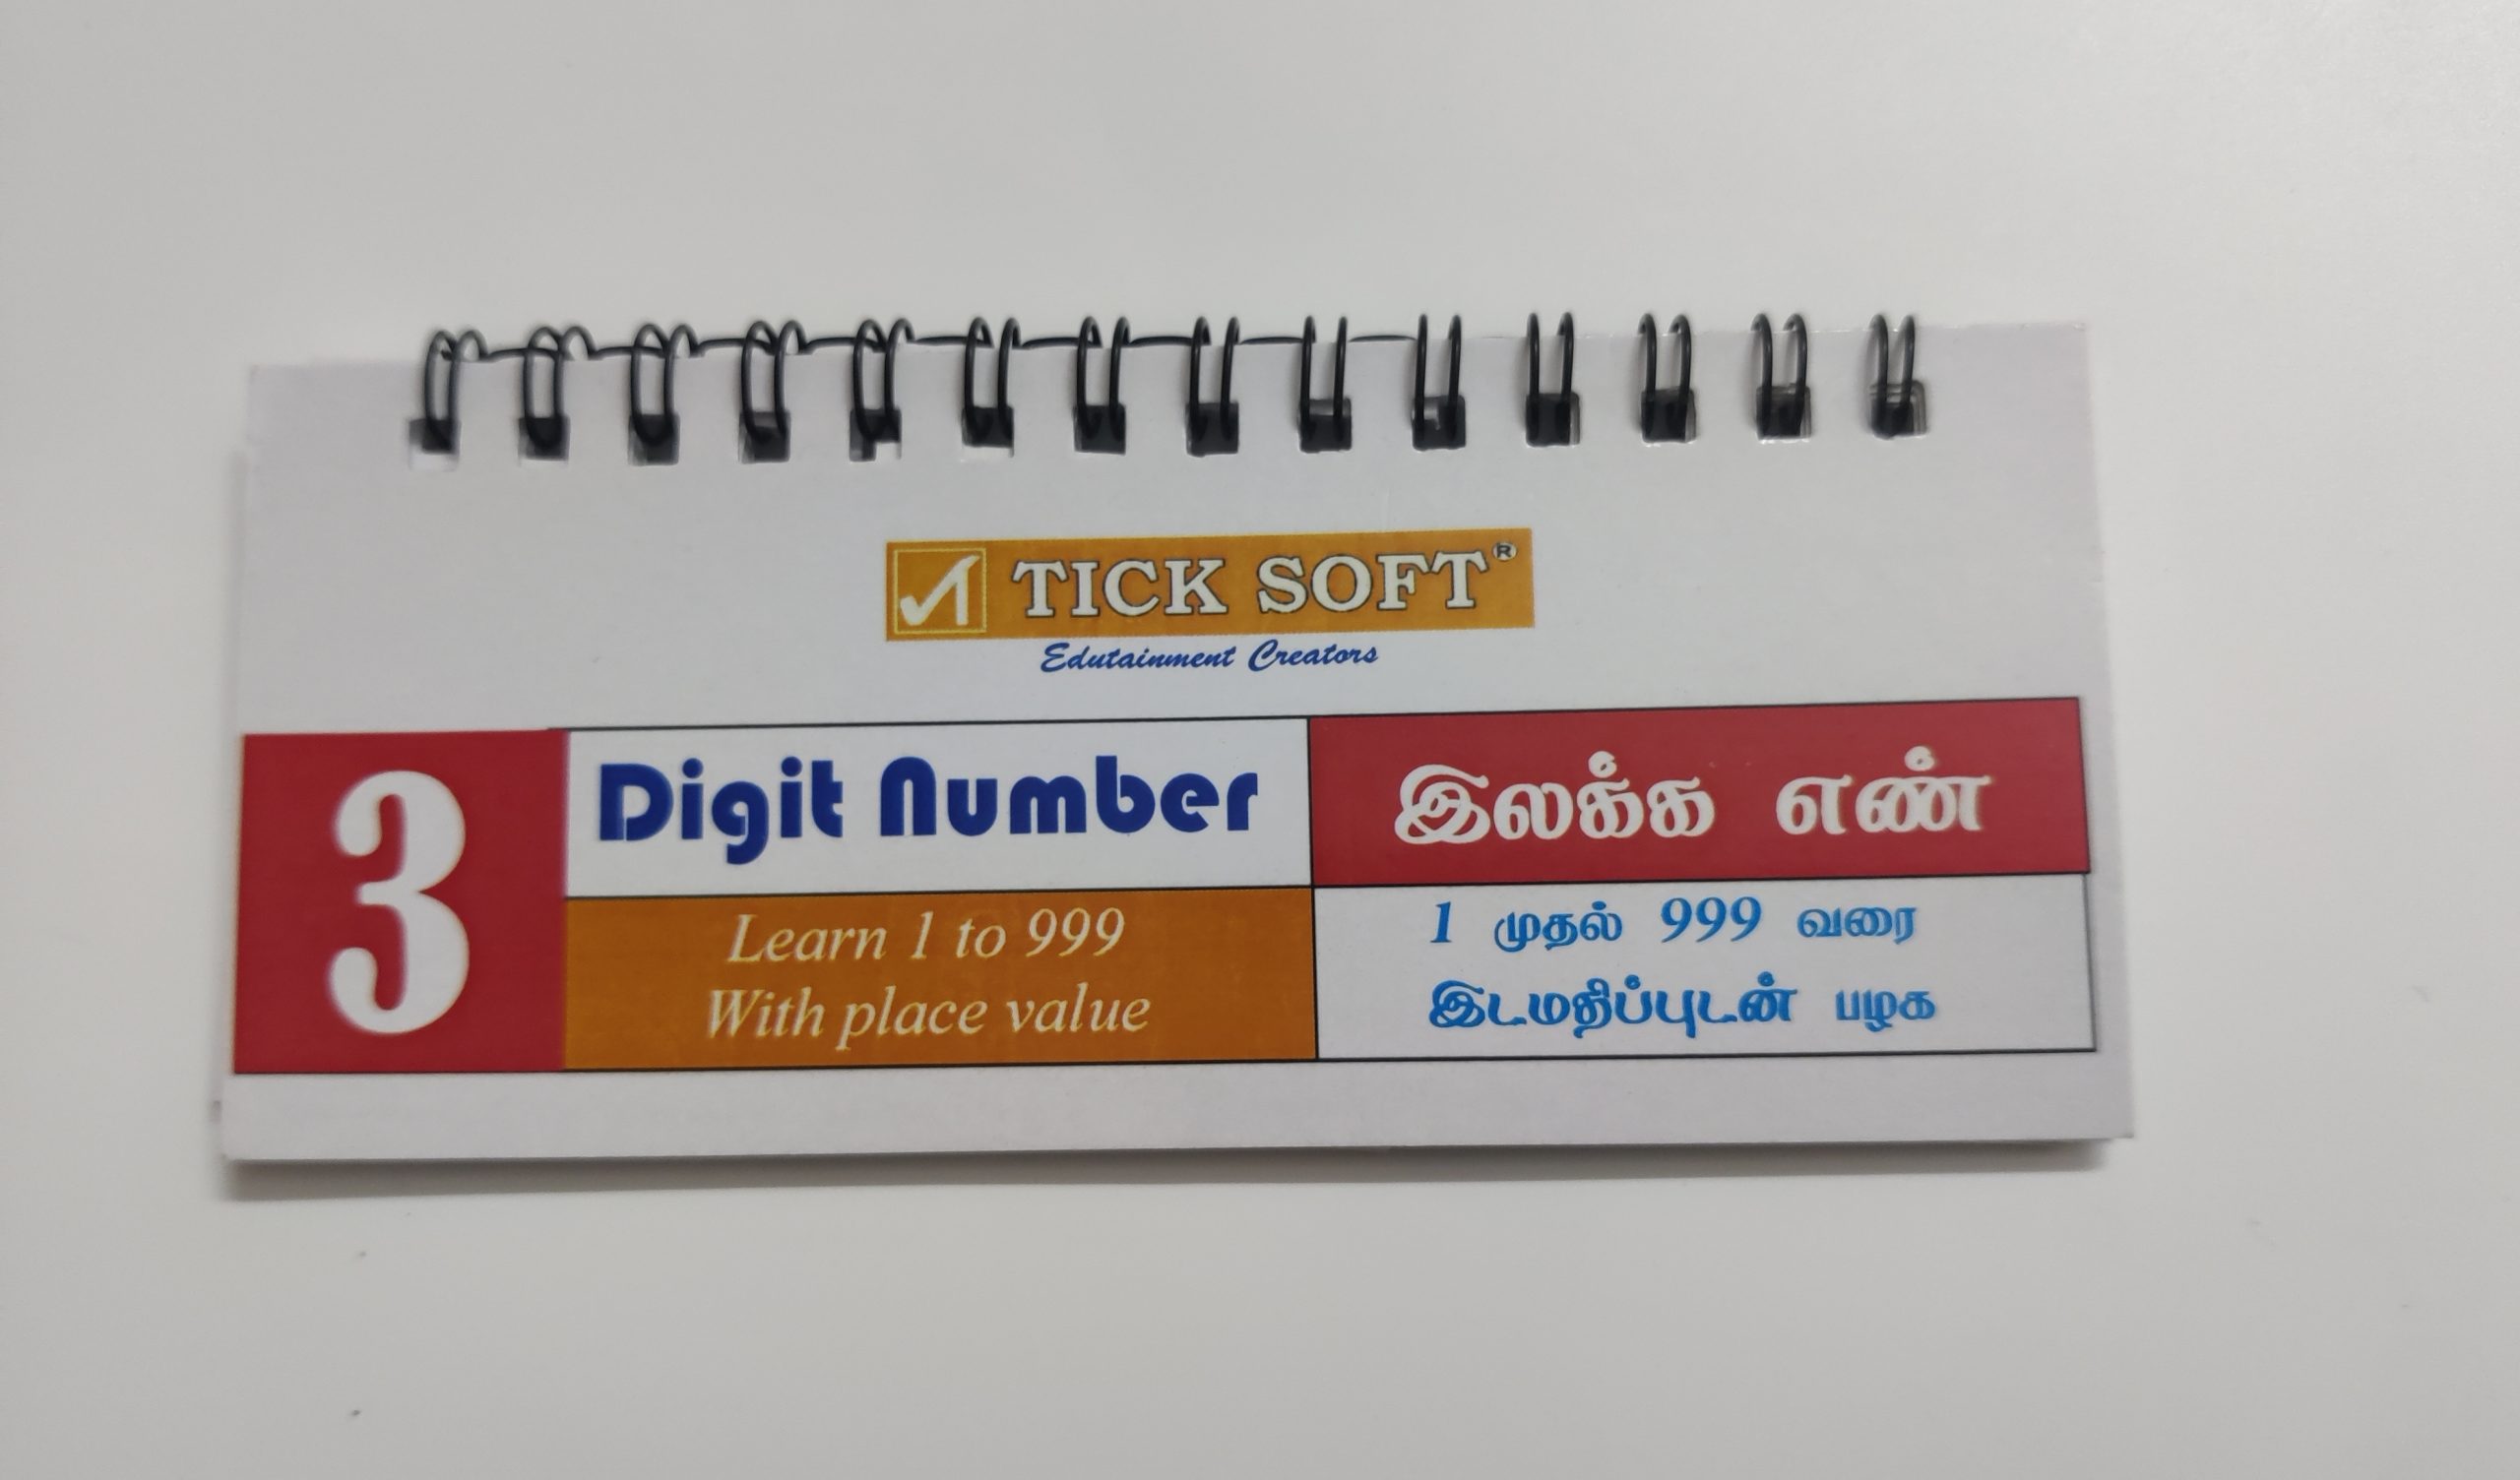 TICK SOFT®
Edutainment Creators
3 Digit Number இலக்க எண்
Learn 1 to 999
With place value
1 முதல் 999 வரை
இடமதிப்புடன் பழக